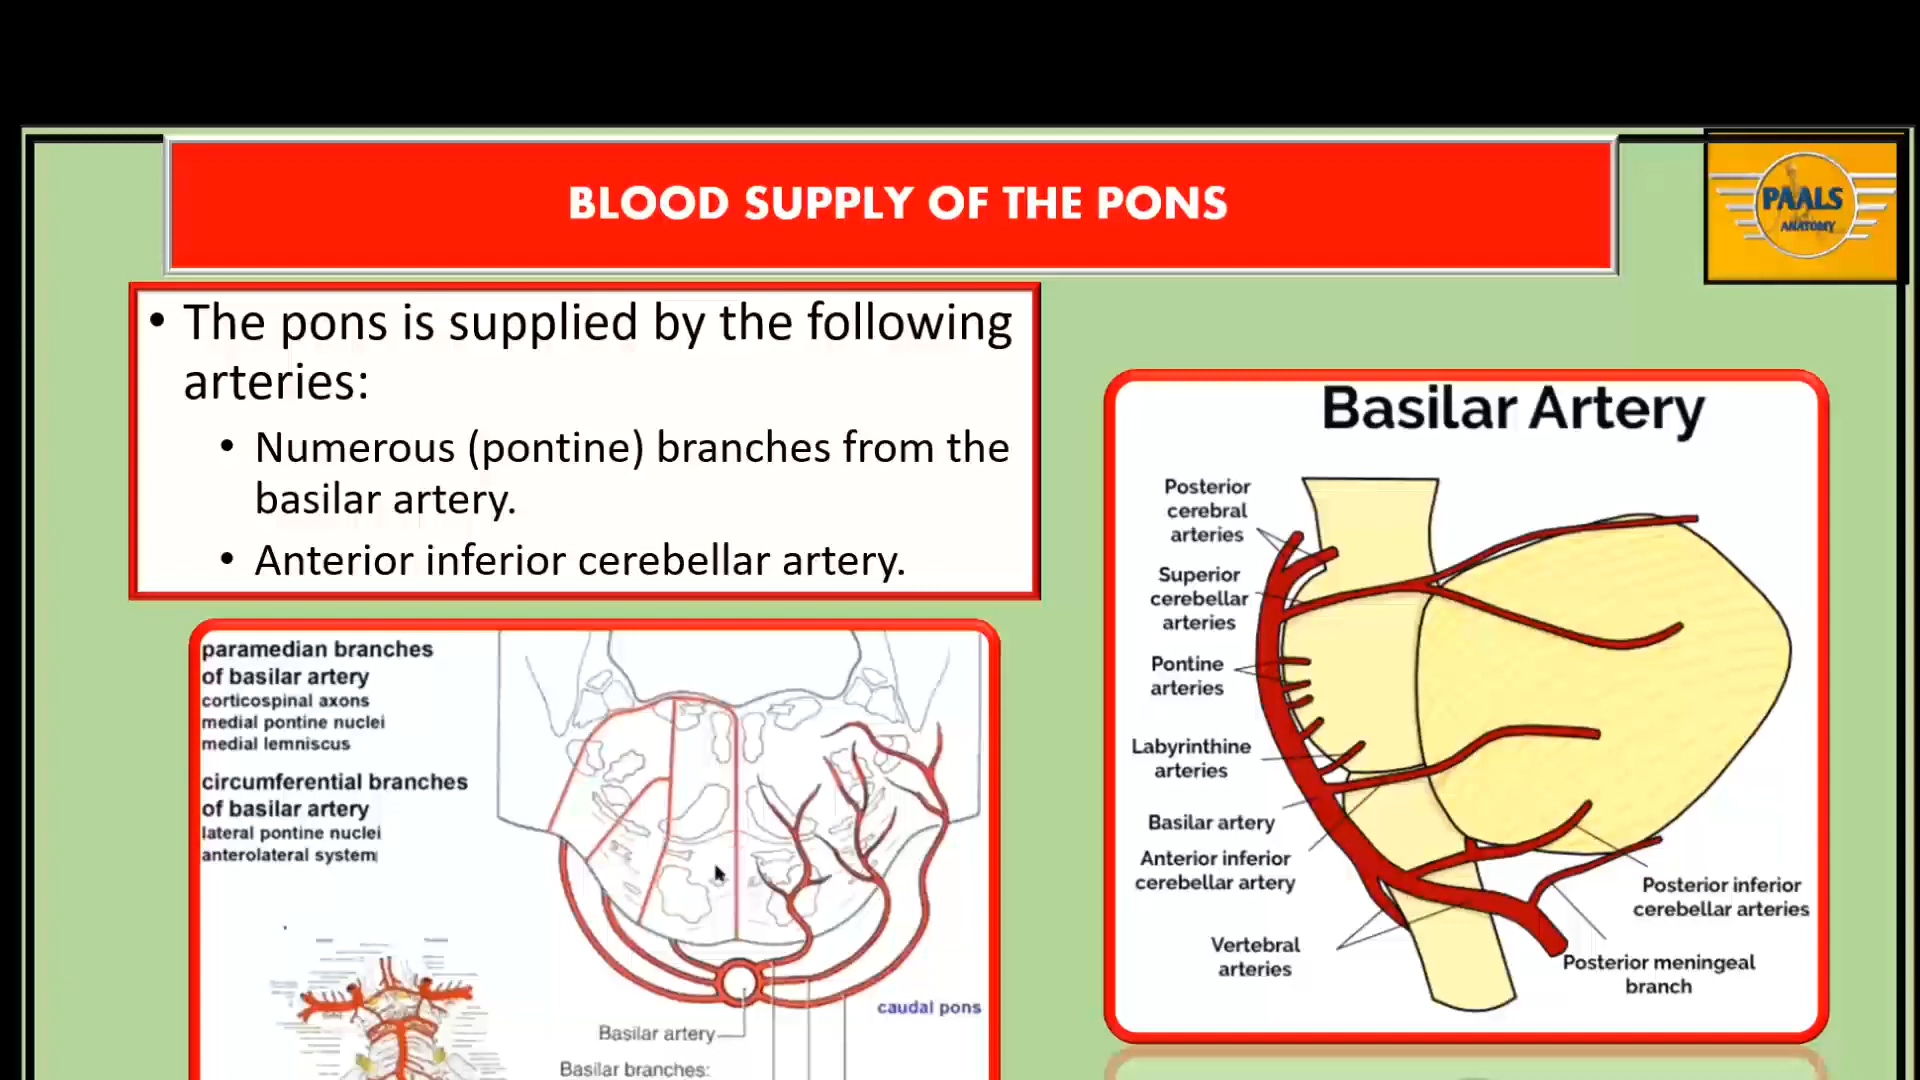 BLOOD SUPPLY OF THE PONS
PAALS
ANATOMY
• The pons is supplied by the following
arteries:
• Numerous (pontine) branches from the
basilar artery.
• Anterior inferior cerebellar artery.
paramedian branches
of basilar artery
corticospinal axons
medial pontine nuclei
medial lemniscus
circumferential branches
of basilar artery
lateral pontine nuclei
anterolateral system
caudal pons
Basilar artery
Basilar branches:
Basilar Artery
Posterior
cerebral
arteries
Superior
cerebellar
arteries
Pontine
arteries
Labyrinthine
arteries
Basilar artery
Anterior inferior
cerebellar artery
Vertebral
arteries
Posterior inferior
cerebellar arteries
Posterior meningeal
branch